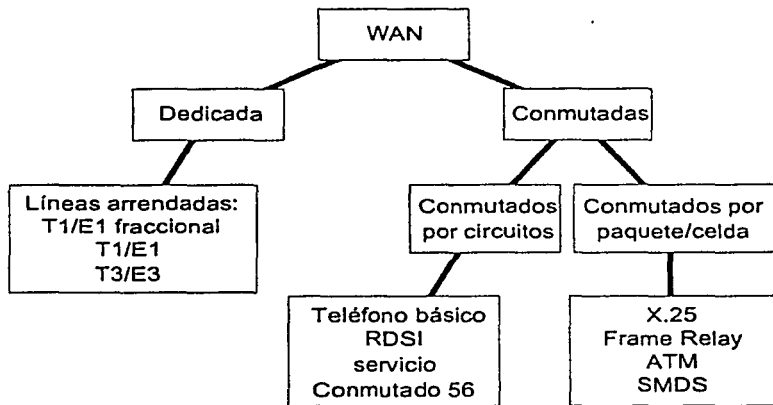 WAN
Dedicada
Conmutadas
Líneas arrendadas:
T1/E1 fraccional
T1/E1
T3/E3
Conmutados
por circuitos
Conmutados por
paquete/celda
Teléfono básico
RDSI
servicio
Conmutado 56
X.25
Frame Relay
ATM
SMDS